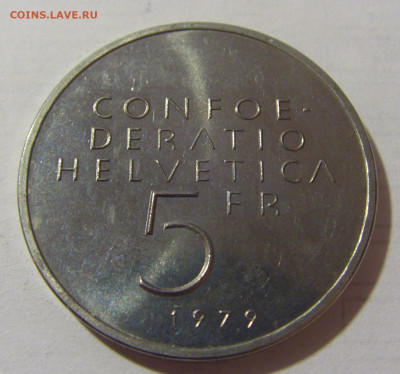 COINS.LAVE.RU
CONFOE-
DERATIO
HELVETICA
5 FR
1979